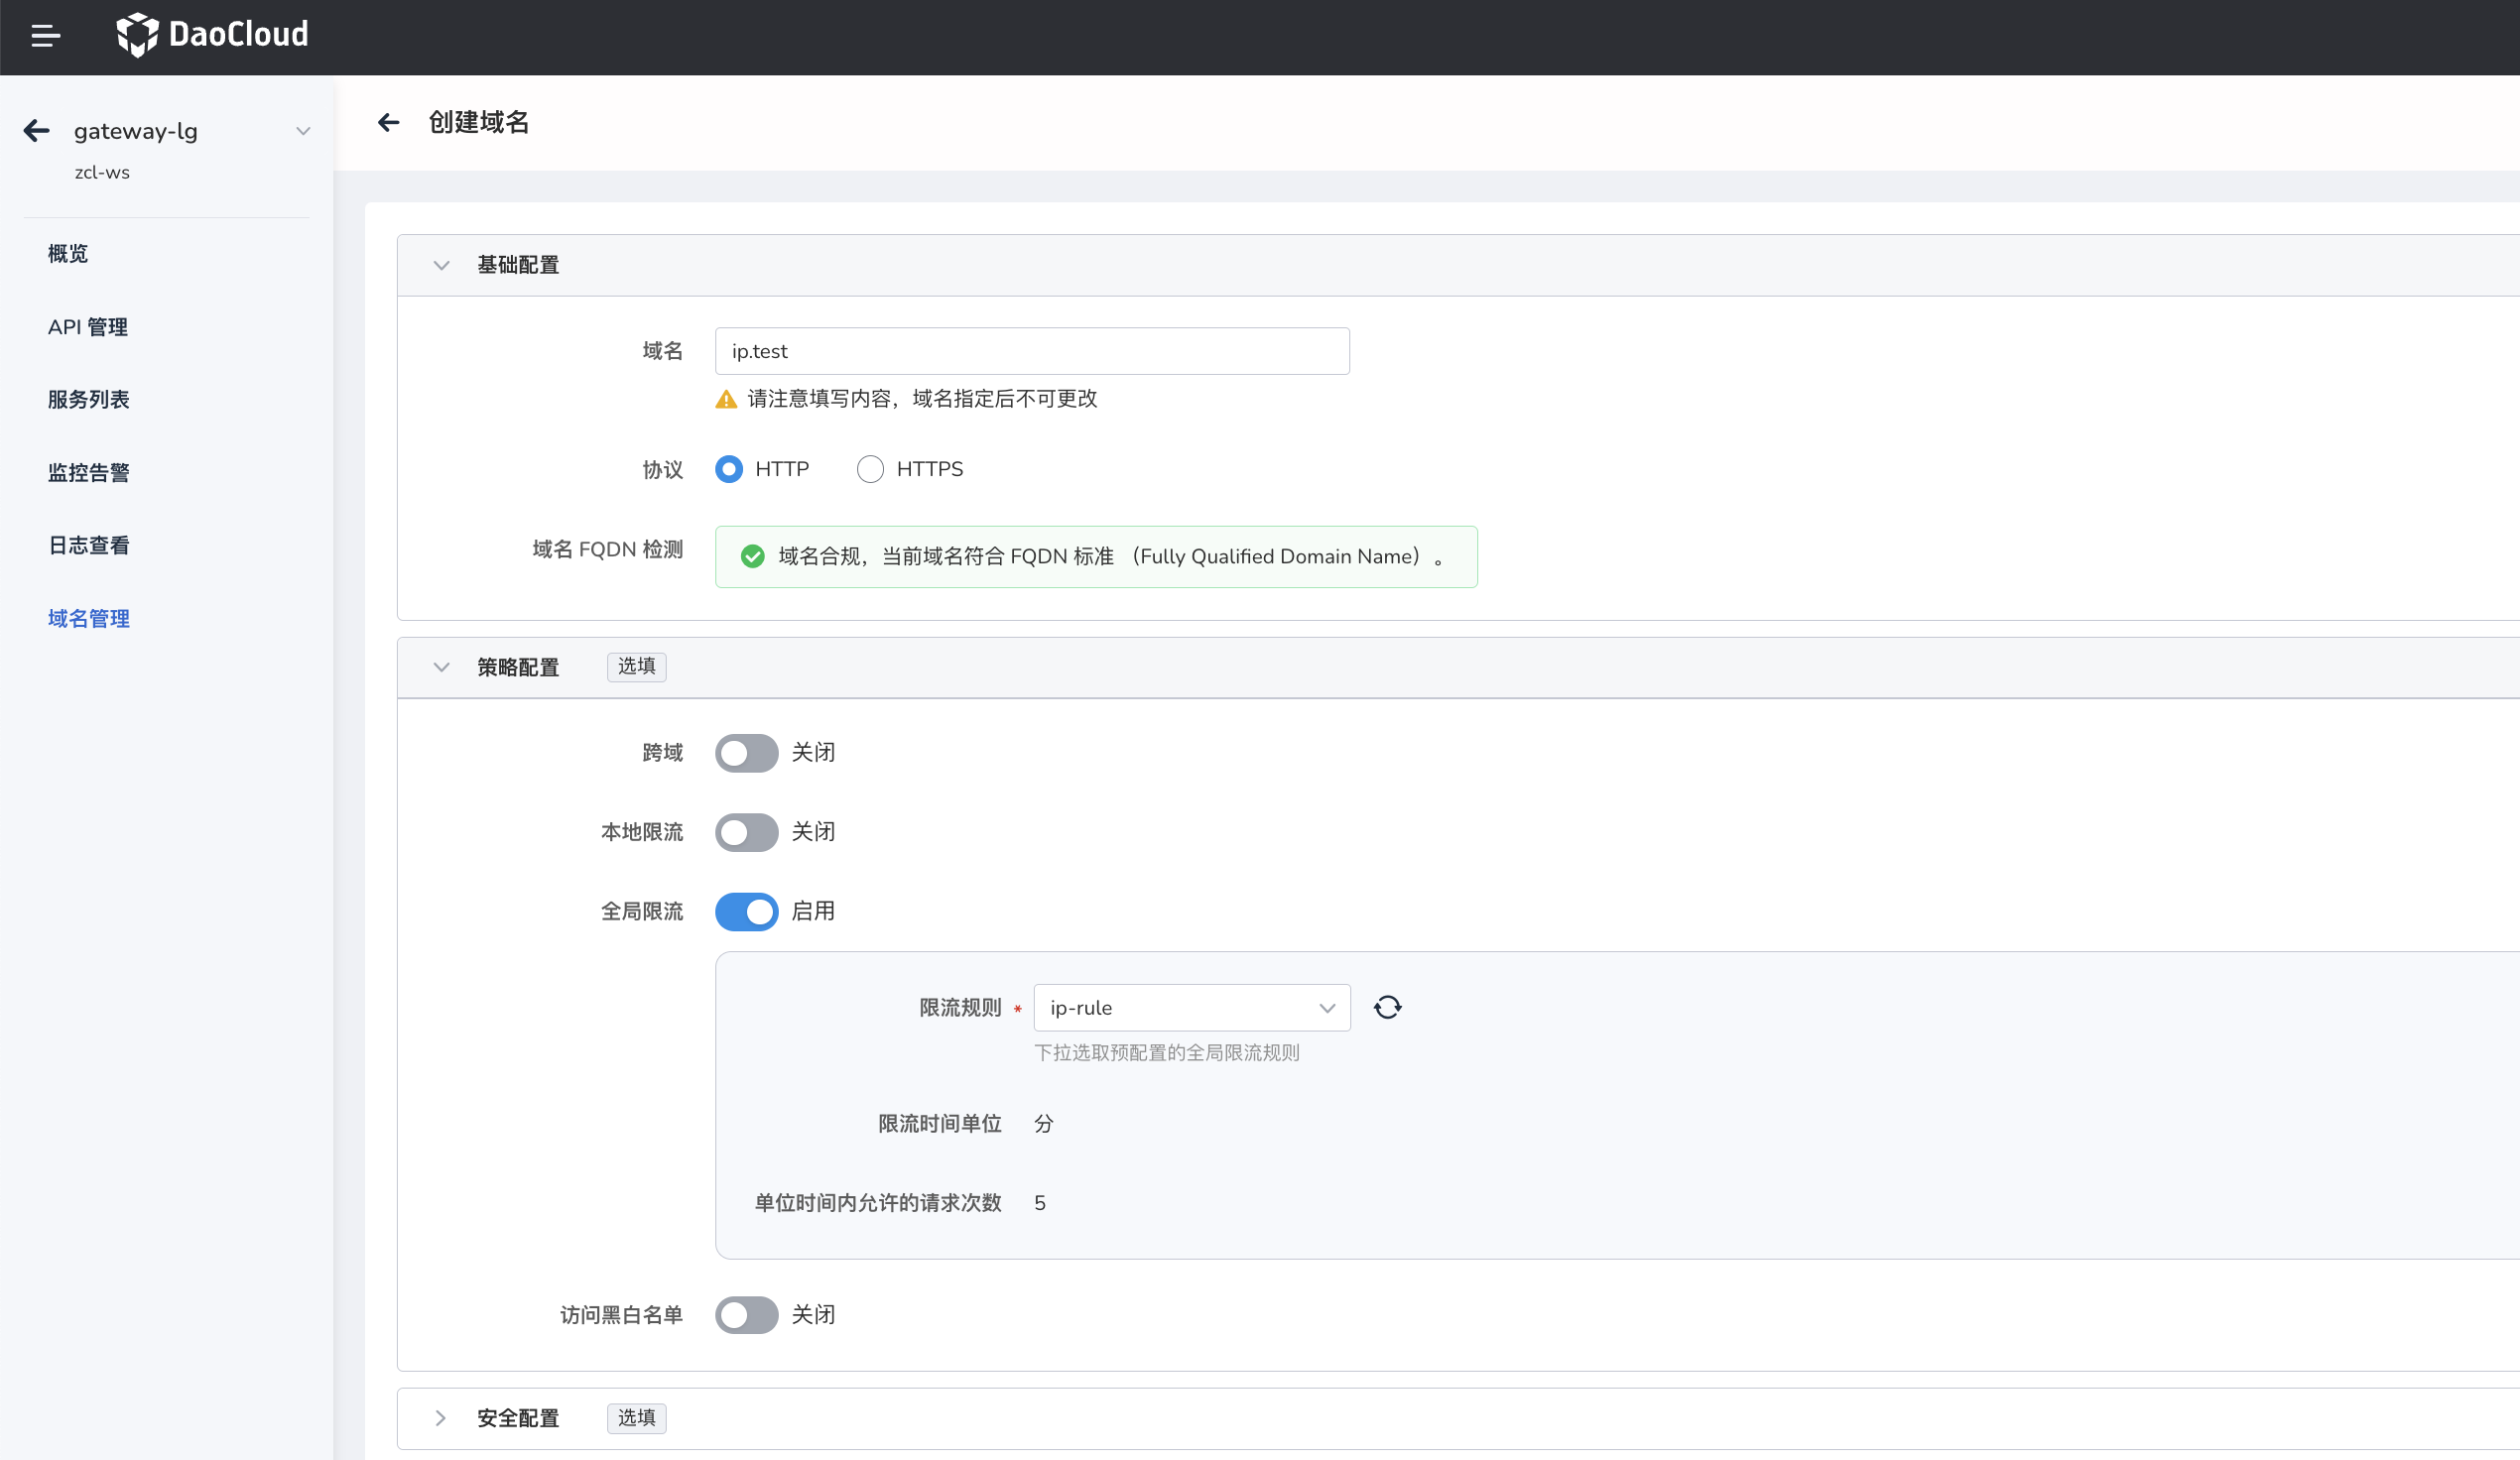 DaoCloud
gateway-lg
zcl-ws
概览
API 管理
服务列表
监控告警
日志查看
域名管理
创建域名
基础配置
域名 ip.test
请注意填写内容，域名指定后不可更改
协议 HTTP HTTPS
域名 FQDN 检测 域名合规，当前域名符合 FQDN 标准 （Fully Qualified Domain Name）。
策略配置 选填
跨域 关闭
本地限流 关闭
全局限流 启用
限流规则 * ip-rule
下拉选取预配置的全局限流规则
限流时间单位 分
单位时间内允许的请求次数 5
访问黑白名单 关闭
安全配置 选填